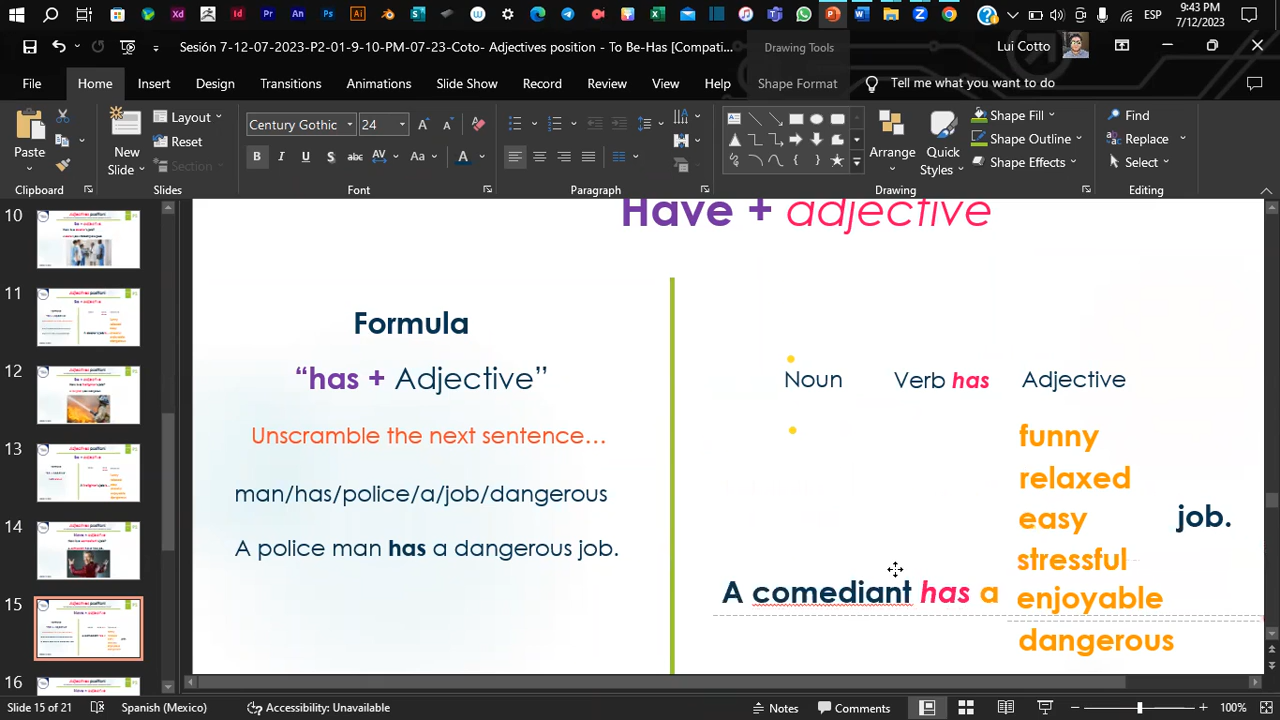 9:43 PM
ESP
7/12/2023
Sesión 7-12-07-2023-P2-01-9-10-PM-07-23-Coto- Adjectives position - To Be-Has [Compati...
Drawing Tools
Lui Cotto
File
Home
Insert
Design
Transitions
Animations
Slide Show
Record
Review
View
Help
Shape Format
Tell me what you want to do
Paste
New Slide
Layout
Reset
Section
Century Gothic
24
Arrange
Quick Styles
Shape Fill
Shape Outline
Shape Effects
Find
Replace
Select
Clipboard
Slides
Font
Paragraph
Drawing
Editing
10
11
12
13
14
15
16
Have + adjective
Formula
“has + Adjective”
Unscramble the next sentence…
man/has/police/a/job/dangerous
A police man has a dangerous job.
Noun
Verb has
Adjective
funny
relaxed
easy
stressful
enjoyable
dangerous
job.
A comediant has a
Slide 15 of 21
Spanish (Mexico)
Accessibility: Unavailable
Notes
Comments
100%